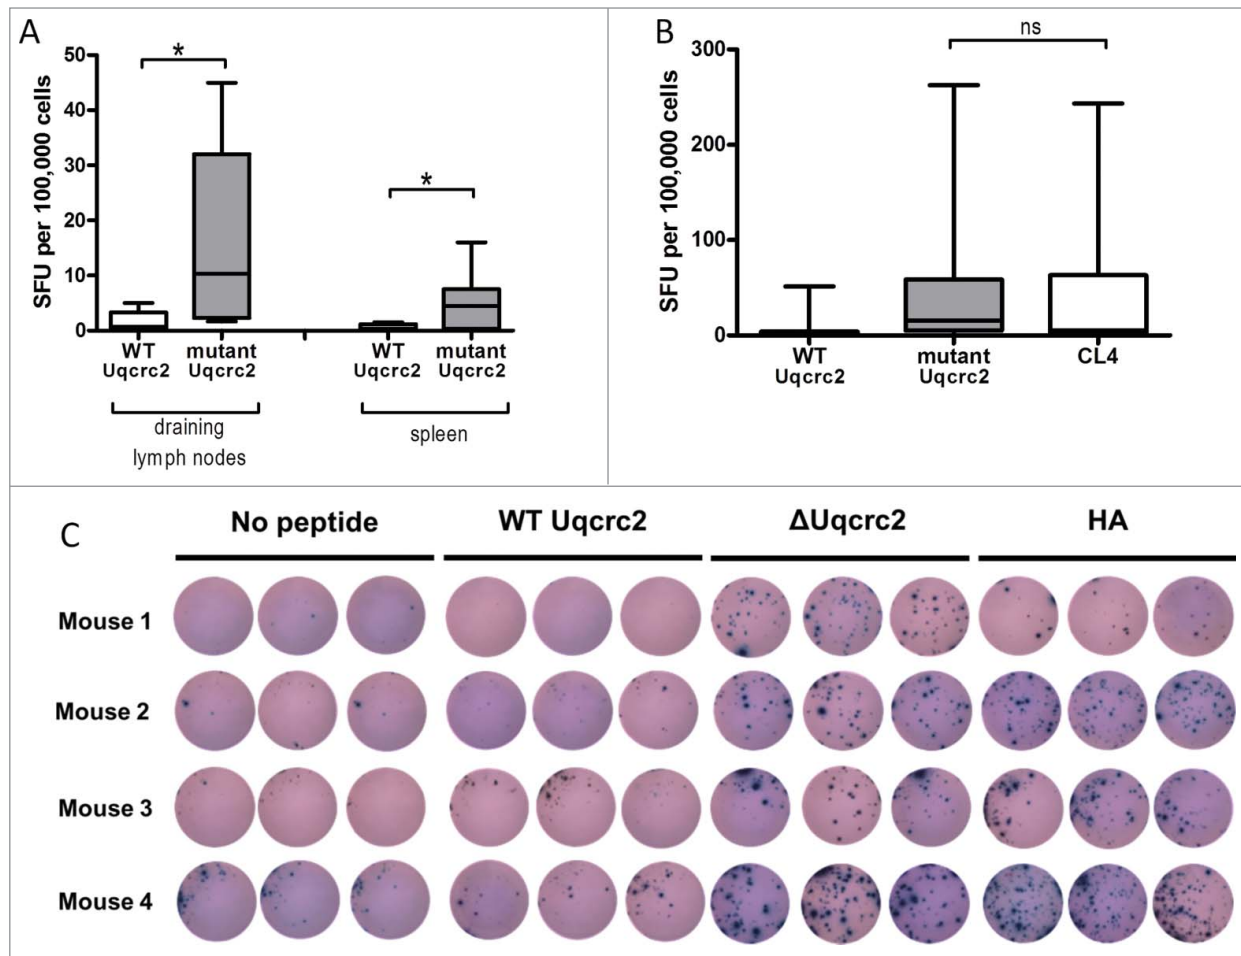 A
SFU per 100,000 cells
50
40
30
20
10
0
*
*
WT
Uqcrc2
mutant
Uqcrc2
WT
Uqcrc2
mutant
Uqcrc2
draining
lymph nodes
spleen
B
SFU per 100,000 cells
300
200
100
0
ns
WT
Uqcrc2
mutant
Uqcrc2
CL4
C
No peptide
WT Uqcrc2
ΔUqcrc2
HA
Mouse 1
Mouse 2
Mouse 3
Mouse 4